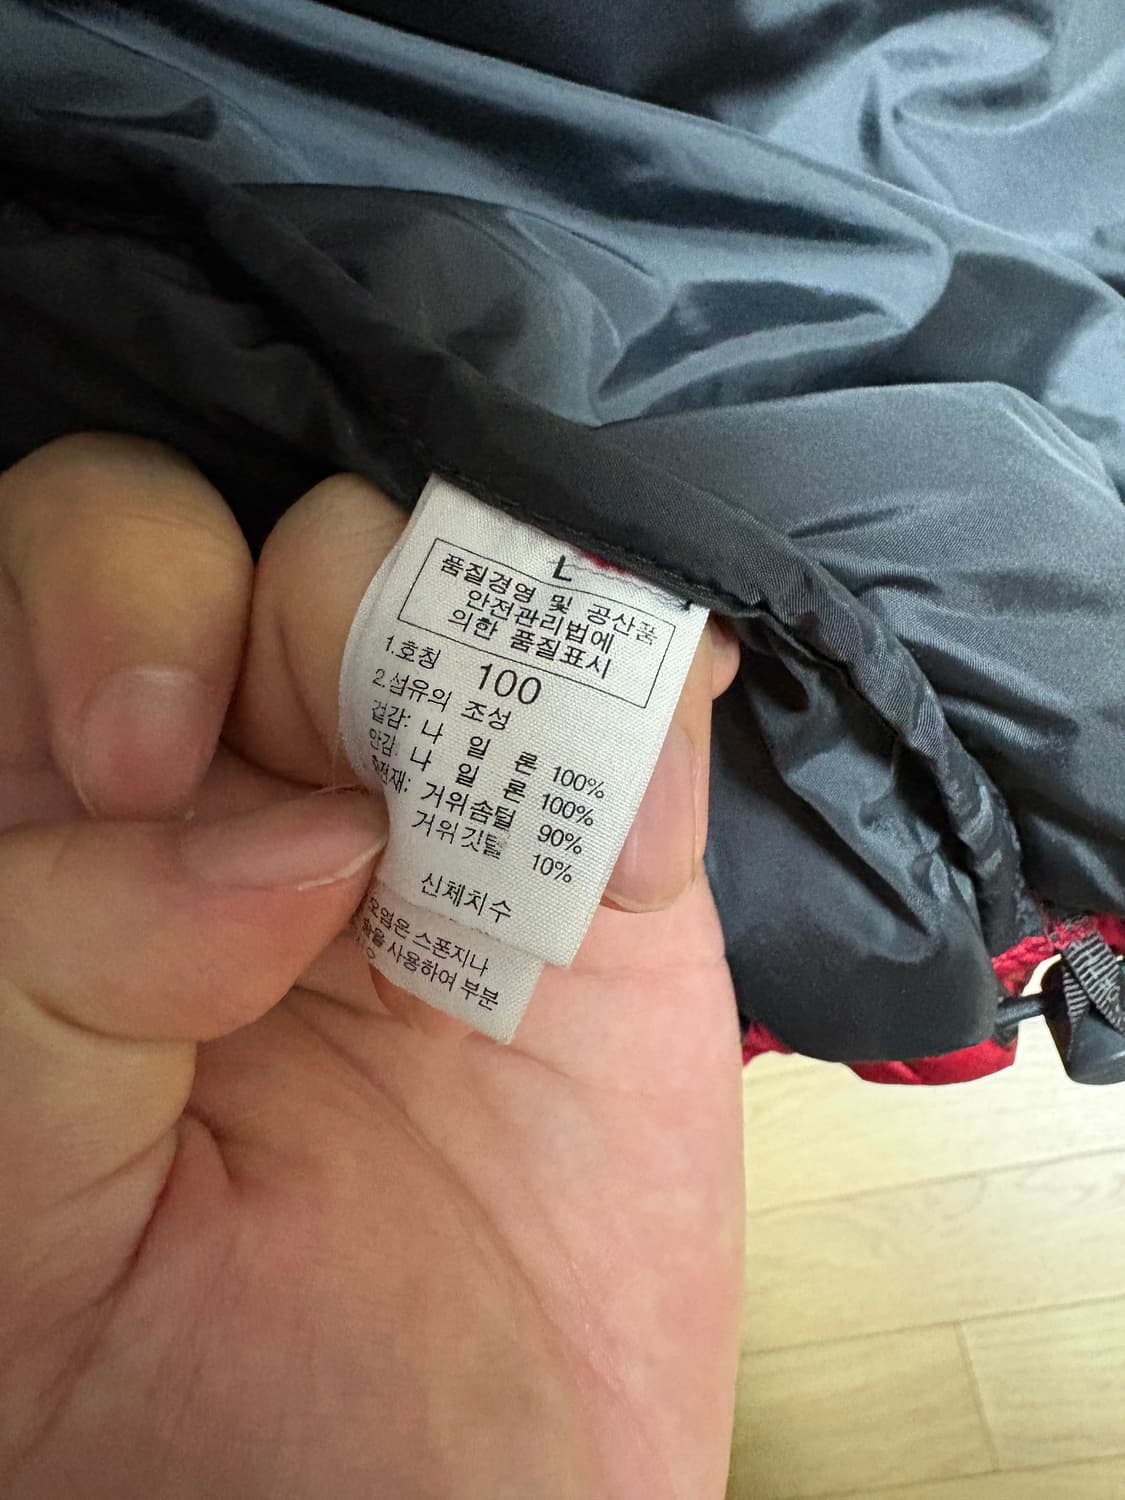 L
품질경영 및 공산품
안전관리법에
의한 품질표시
1.호칭 100
2.섬유의 조성
겉감: 나 일 론 100%
안감: 나 일 론 100%
충전재: 거위솜털 90%
거위깃털 10%
신체치수
오염은 스폰지나
사용하여 부분